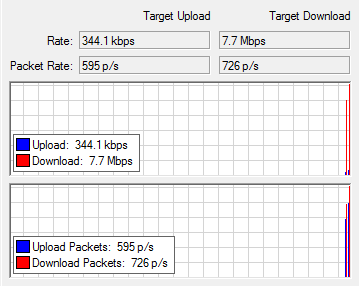 Target Upload Target Download
Rate: 344.1 kbps 7.7 Mbps
Packet Rate: 595 p/s 726 p/s
Upload: 344.1 kbps
Download: 7.7 Mbps
Upload Packets: 595 p/s
Download Packets: 726 p/s